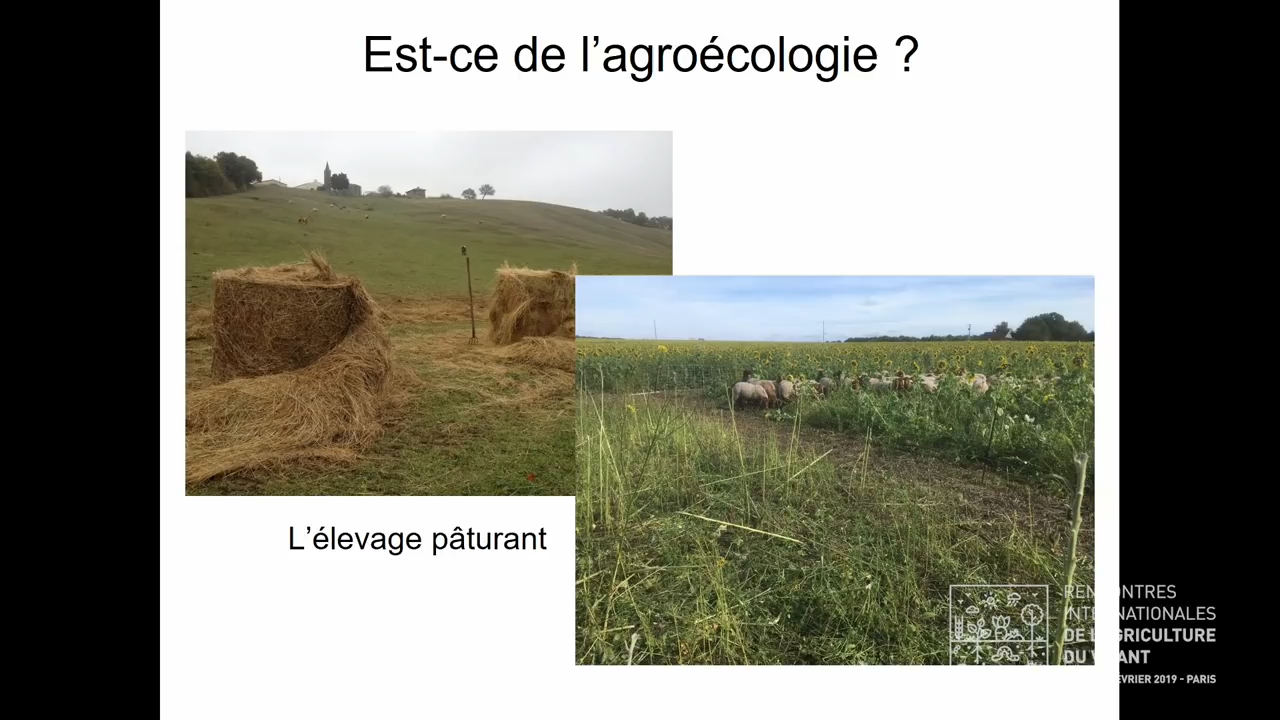 Est-ce de l’agroécologie ?
L’élevage pâturant
RENCONTRES
INTERNATIONALES
DE L'AGRICULTURE
DU VIVANT
FÉVRIER 2019 - PARIS